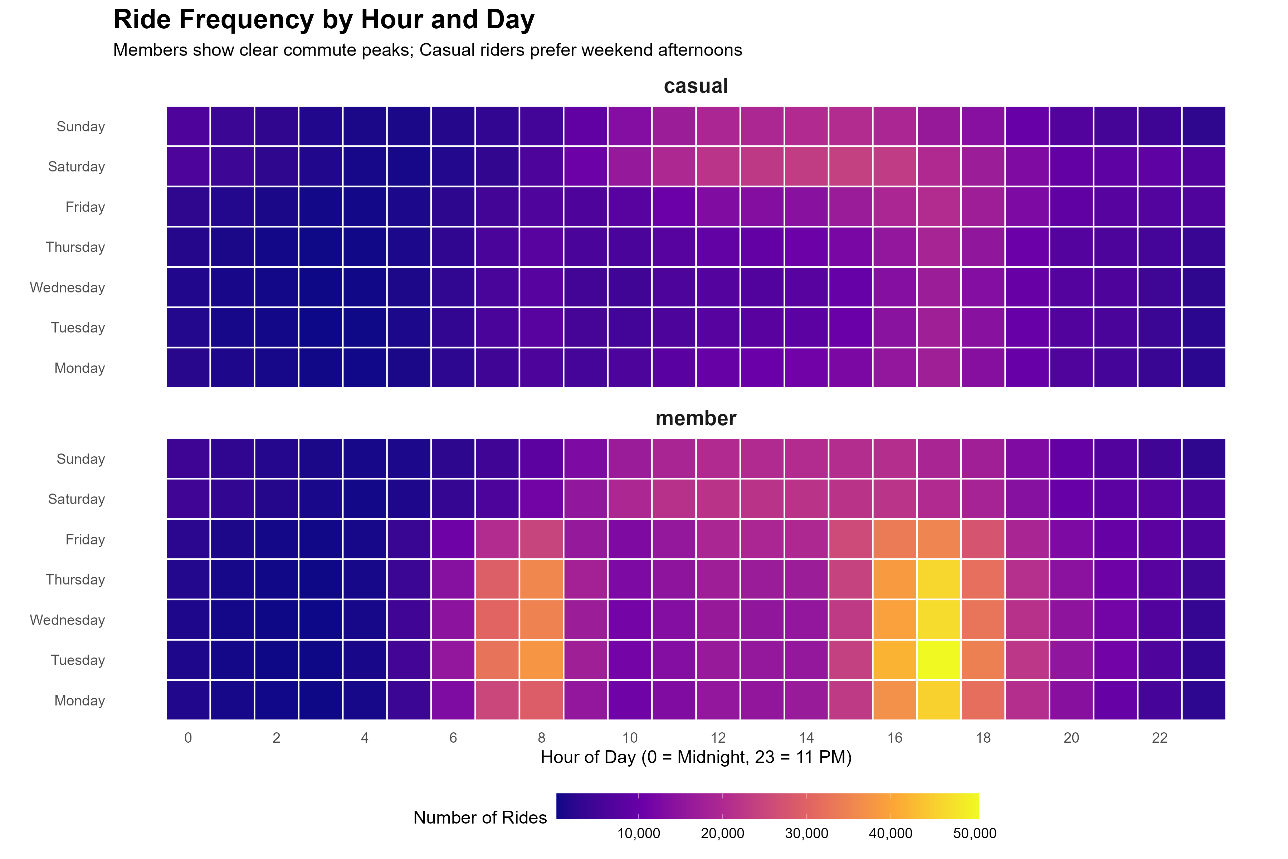 Ride Frequency by Hour and Day
Members show clear commute peaks; Casual riders prefer weekend afternoons
casual
Sunday
Saturday
Friday
Thursday
Wednesday
Tuesday
Monday
member
Sunday
Saturday
Friday
Thursday
Wednesday
Tuesday
Monday
0 2 4 6 8 10 12 14 16 18 20 22
Hour of Day (0 = Midnight, 23 = 11 PM)
Number of Rides
10,000 20,000 30,000 40,000 50,000